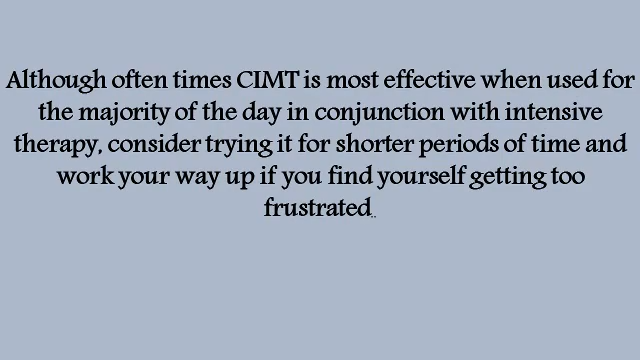 Although often times CIMT is most effective when used for
the majority of the day in conjunction with intensive
therapy, consider trying it for shorter periods of time and
work your way up if you find yourself getting too
frustrated..